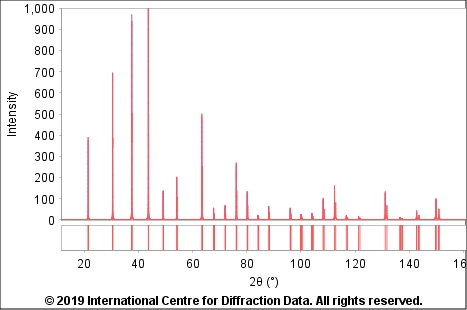 1,000
900
800
700
600
500
400
300
200
100
0
Intensity
20 40 60 80 100 120 140 160
2θ (°)
© 2019 International Centre for Diffraction Data. All rights reserved.